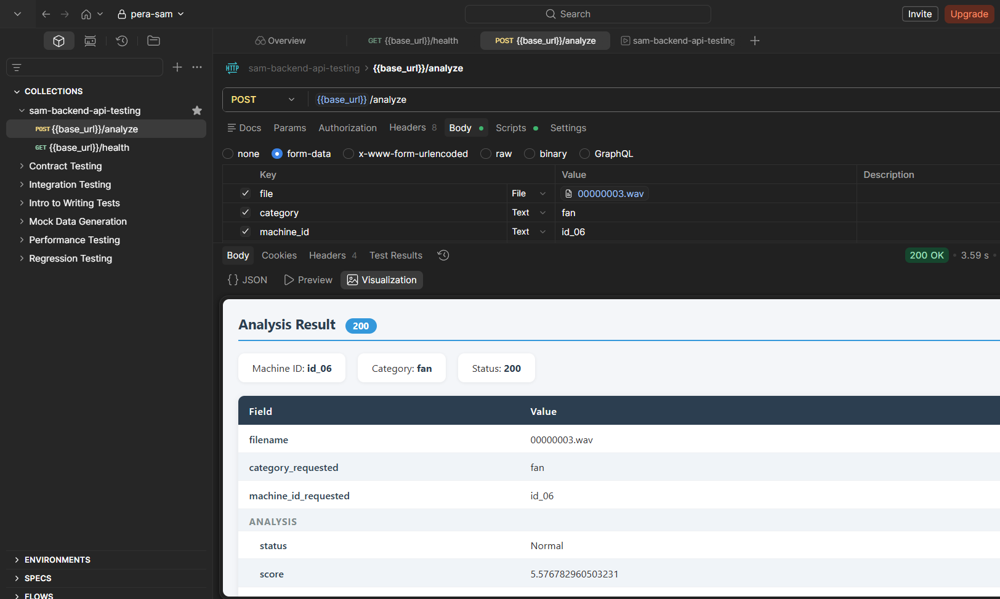 pera-sam
Search
Invite
Upgrade
Overview
GET {{base_url}}/health
POST {{base_url}}/analyze
sam-backend-api-testing
COLLECTIONS
sam-backend-api-testing
POST {{base_url}}/analyze
GET {{base_url}}/health
Contract Testing
Integration Testing
Intro to Writing Tests
Mock Data Generation
Performance Testing
Regression Testing
ENVIRONMENTS
SPECS
FLOWS
HTTP sam-backend-api-testing > {{base_url}}/analyze
POST {{base_url}} /analyze
Docs Params Authorization Headers 8 Body Scripts Settings
none form-data x-www-form-urlencoded raw binary GraphQL
Key Value Description
file File 00000003.wav
category Text fan
machine_id Text id_06
Body Cookies Headers 4 Test Results 200 OK 3.59 s
{} JSON Preview Visualization
Analysis Result 200
Machine ID: id_06 Category: fan Status: 200
Field Value
filename 00000003.wav
category_requested fan
machine_id_requested id_06
ANALYSIS
status Normal
score 5.576782960503231